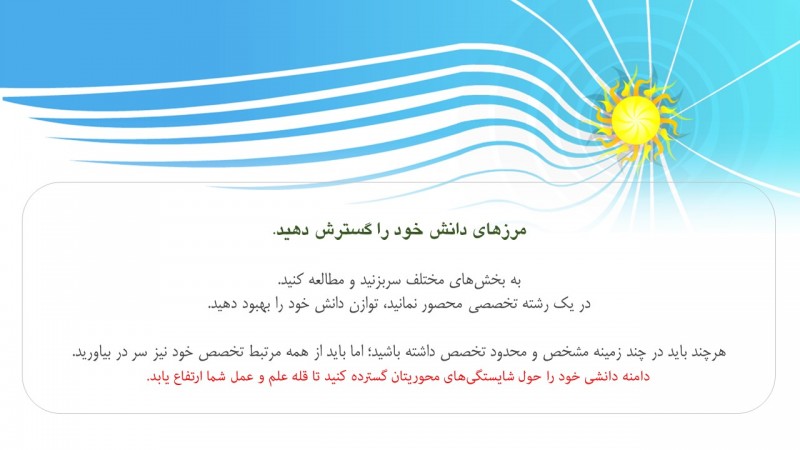 مرزهای دانش خود را گسترش دهید.
به بخش‌های مختلف سربزنید و مطالعه کنید.
در یک رشته تخصصی محصور نمانید، توازن دانش خود را بهبود دهید.
هرچند باید در چند زمینه مشخص و محدود تخصص داشته باشید؛ اما باید از همه مرتبط تخصص خود نیز سر در بیاورید.
دامنه دانشی خود را حول شایستگی‌های محوریتان گسترده کنید تا قله علم و عمل شما ارتفاع یابد.